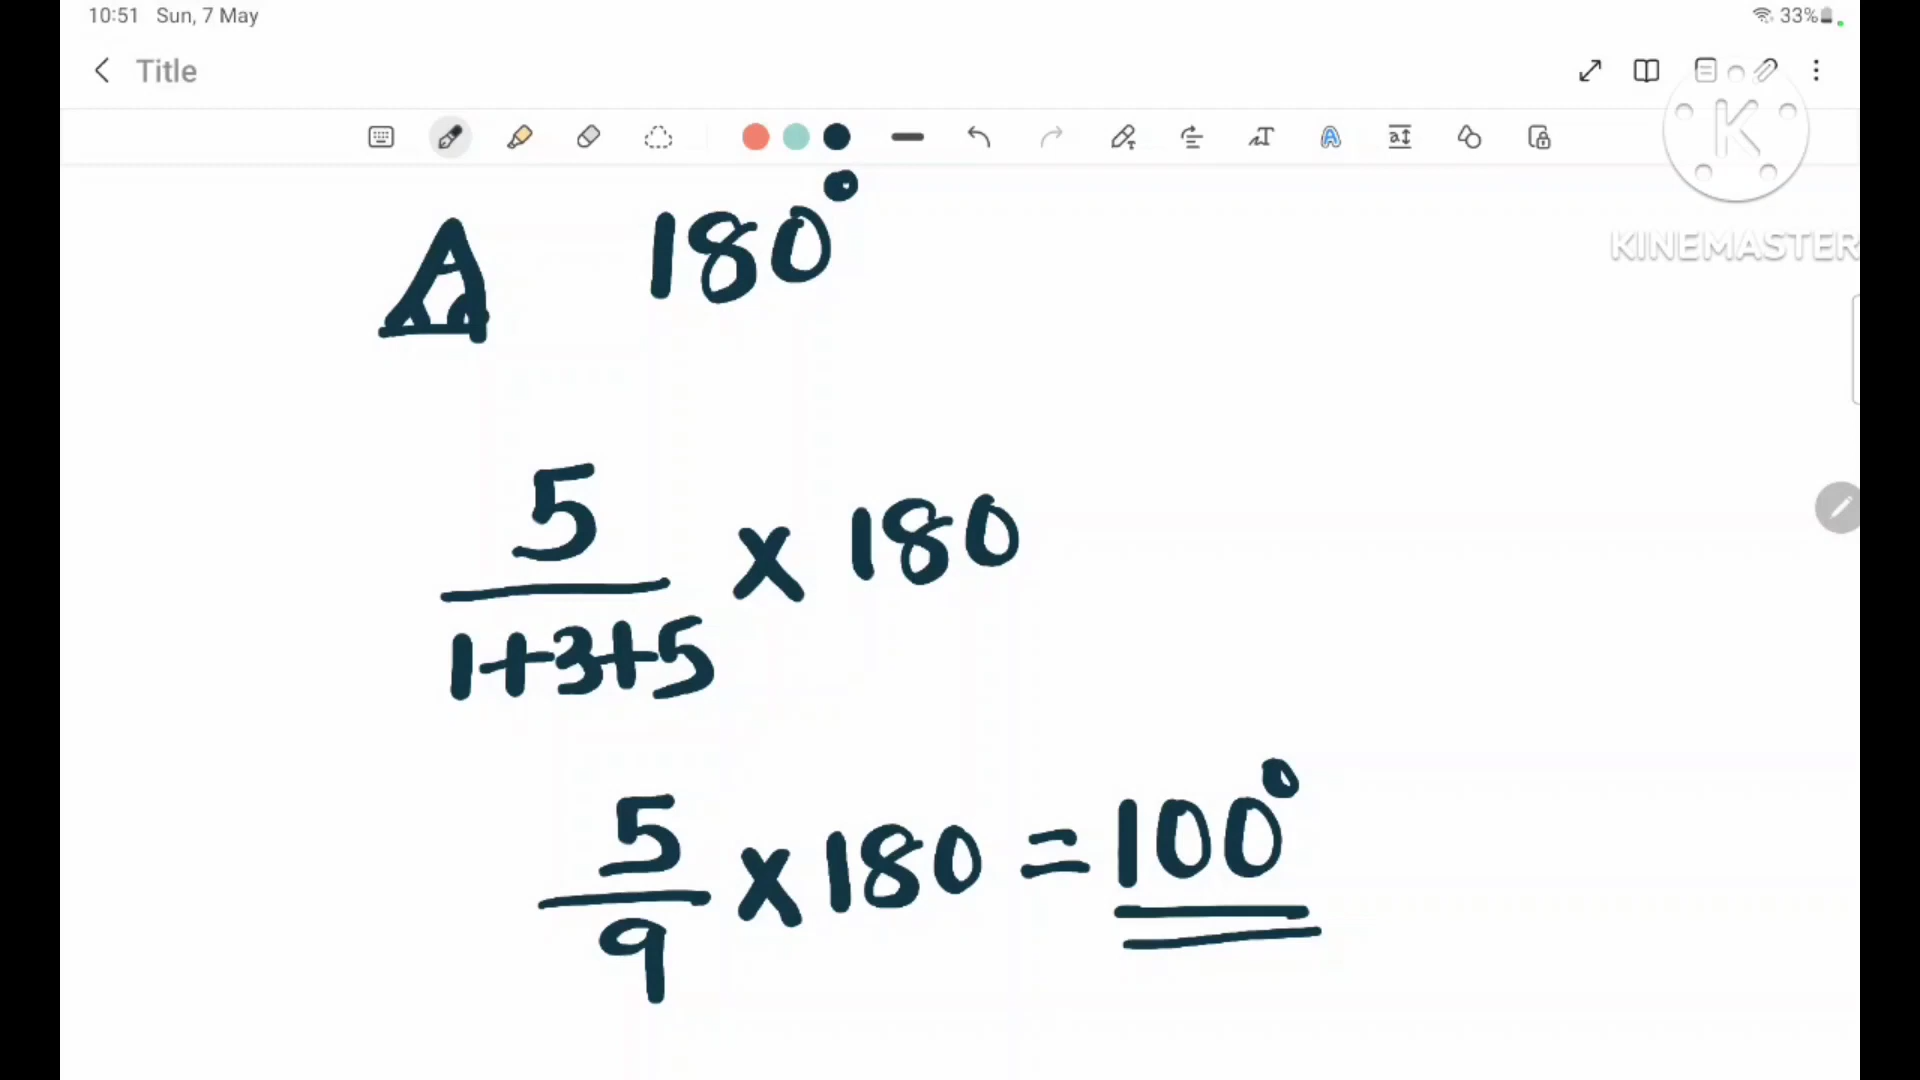 10:51 Sun, 7 May 33%
Title
K
KINEMASTER
180°
5
1+3+5
x 180
5
9
x 180 = 100°